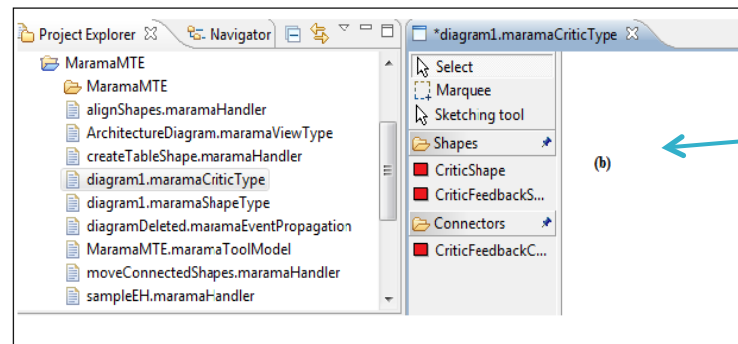 Project Explorer
Navigator
MaramaMTE
MaramaMTE
alignShapes.maramaHandler
ArchitectureDiagram.maramaViewType
createTableShape.maramaHandler
diagram1.maramaCriticType
diagram1.maramaShapeType
diagramDeleted.maramaEventPropagation
MaramaMTE.maramaToolModel
moveConnectedShapes.maramaHandler
sampleEH.maramaHandler
*diagram1.maramaCriticType
Select
Marquee
Sketching tool
Shapes
CriticShape
CriticFeedbackS...
Connectors
CriticFeedbackC...
(b)